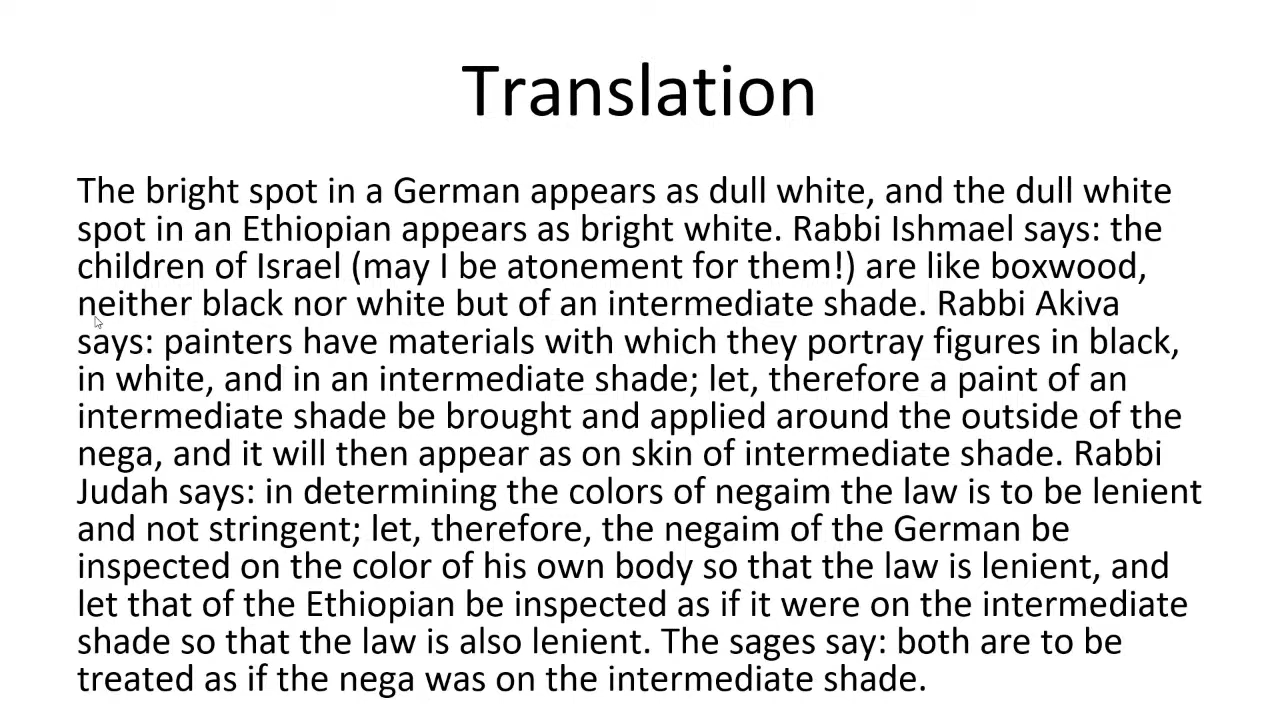 Translation
The bright spot in a German appears as dull white, and the dull white
spot in an Ethiopian appears as bright white. Rabbi Ishmael says: the
children of Israel (may I be atonement for them!) are like boxwood,
neither black nor white but of an intermediate shade. Rabbi Akiva
says: painters have materials with which they portray figures in black,
in white, and in an intermediate shade; let, therefore a paint of an
intermediate shade be brought and applied around the outside of the
nega, and it will then appear as on skin of intermediate shade. Rabbi
Judah says: in determining the colors of negaim the law is to be lenient
and not stringent; let, therefore, the negaim of the German be
inspected on the color of his own body so that the law is lenient, and
let that of the Ethiopian be inspected as if it were on the intermediate
shade so that the law is also lenient. The sages say: both are to be
treated as if the nega was on the intermediate shade.